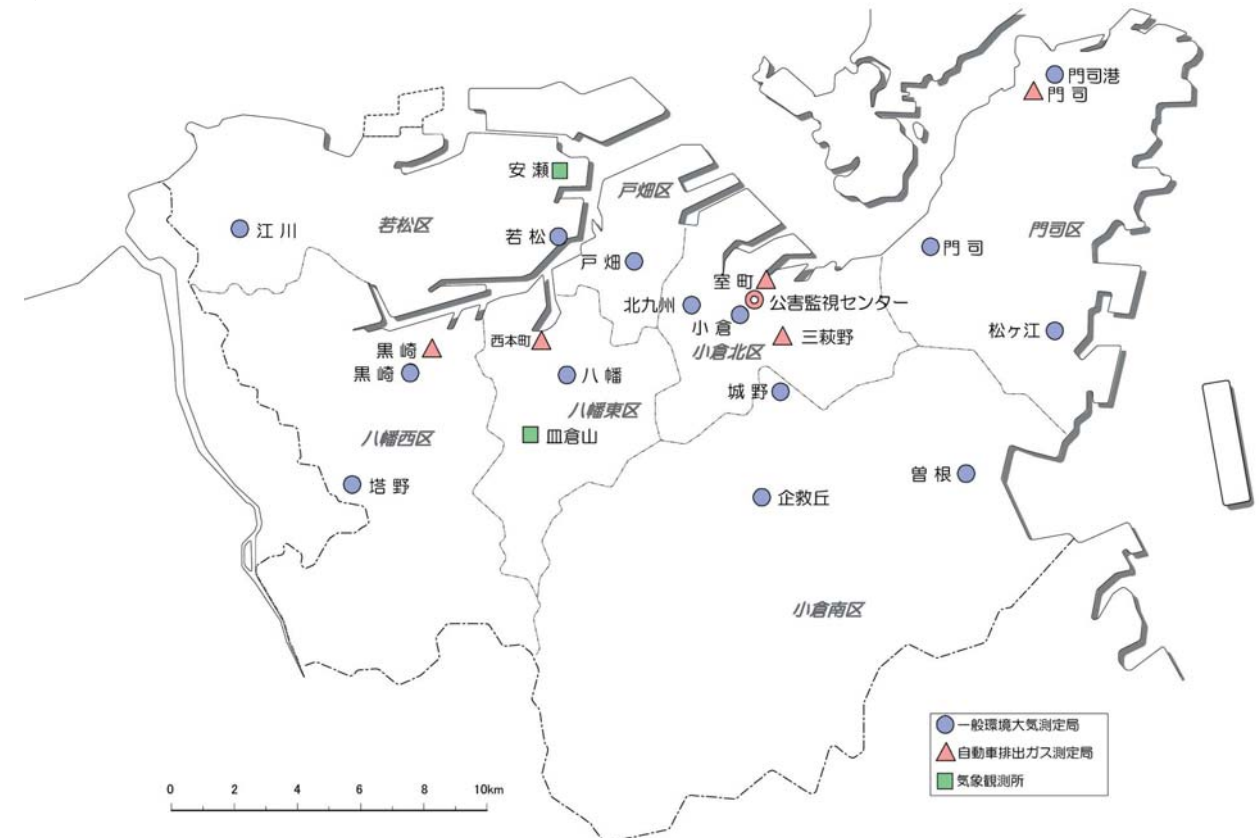 門司港
門 司
安 瀬
戸畑区
若松区
江 川
若 松
門司区
門 司
戸 畑
室 町
北九州
公害監視センター
小 倉
三萩野
松ヶ江
小倉北区
西本町
黒 崎
黒 崎
八 幡
城 野
八幡東区
八幡西区
皿倉山
塔 野
曽 根
企救丘
小倉南区
一般環境大気測定局
自動車排出ガス測定局
気象観測所
0 2 4 6 8 10km